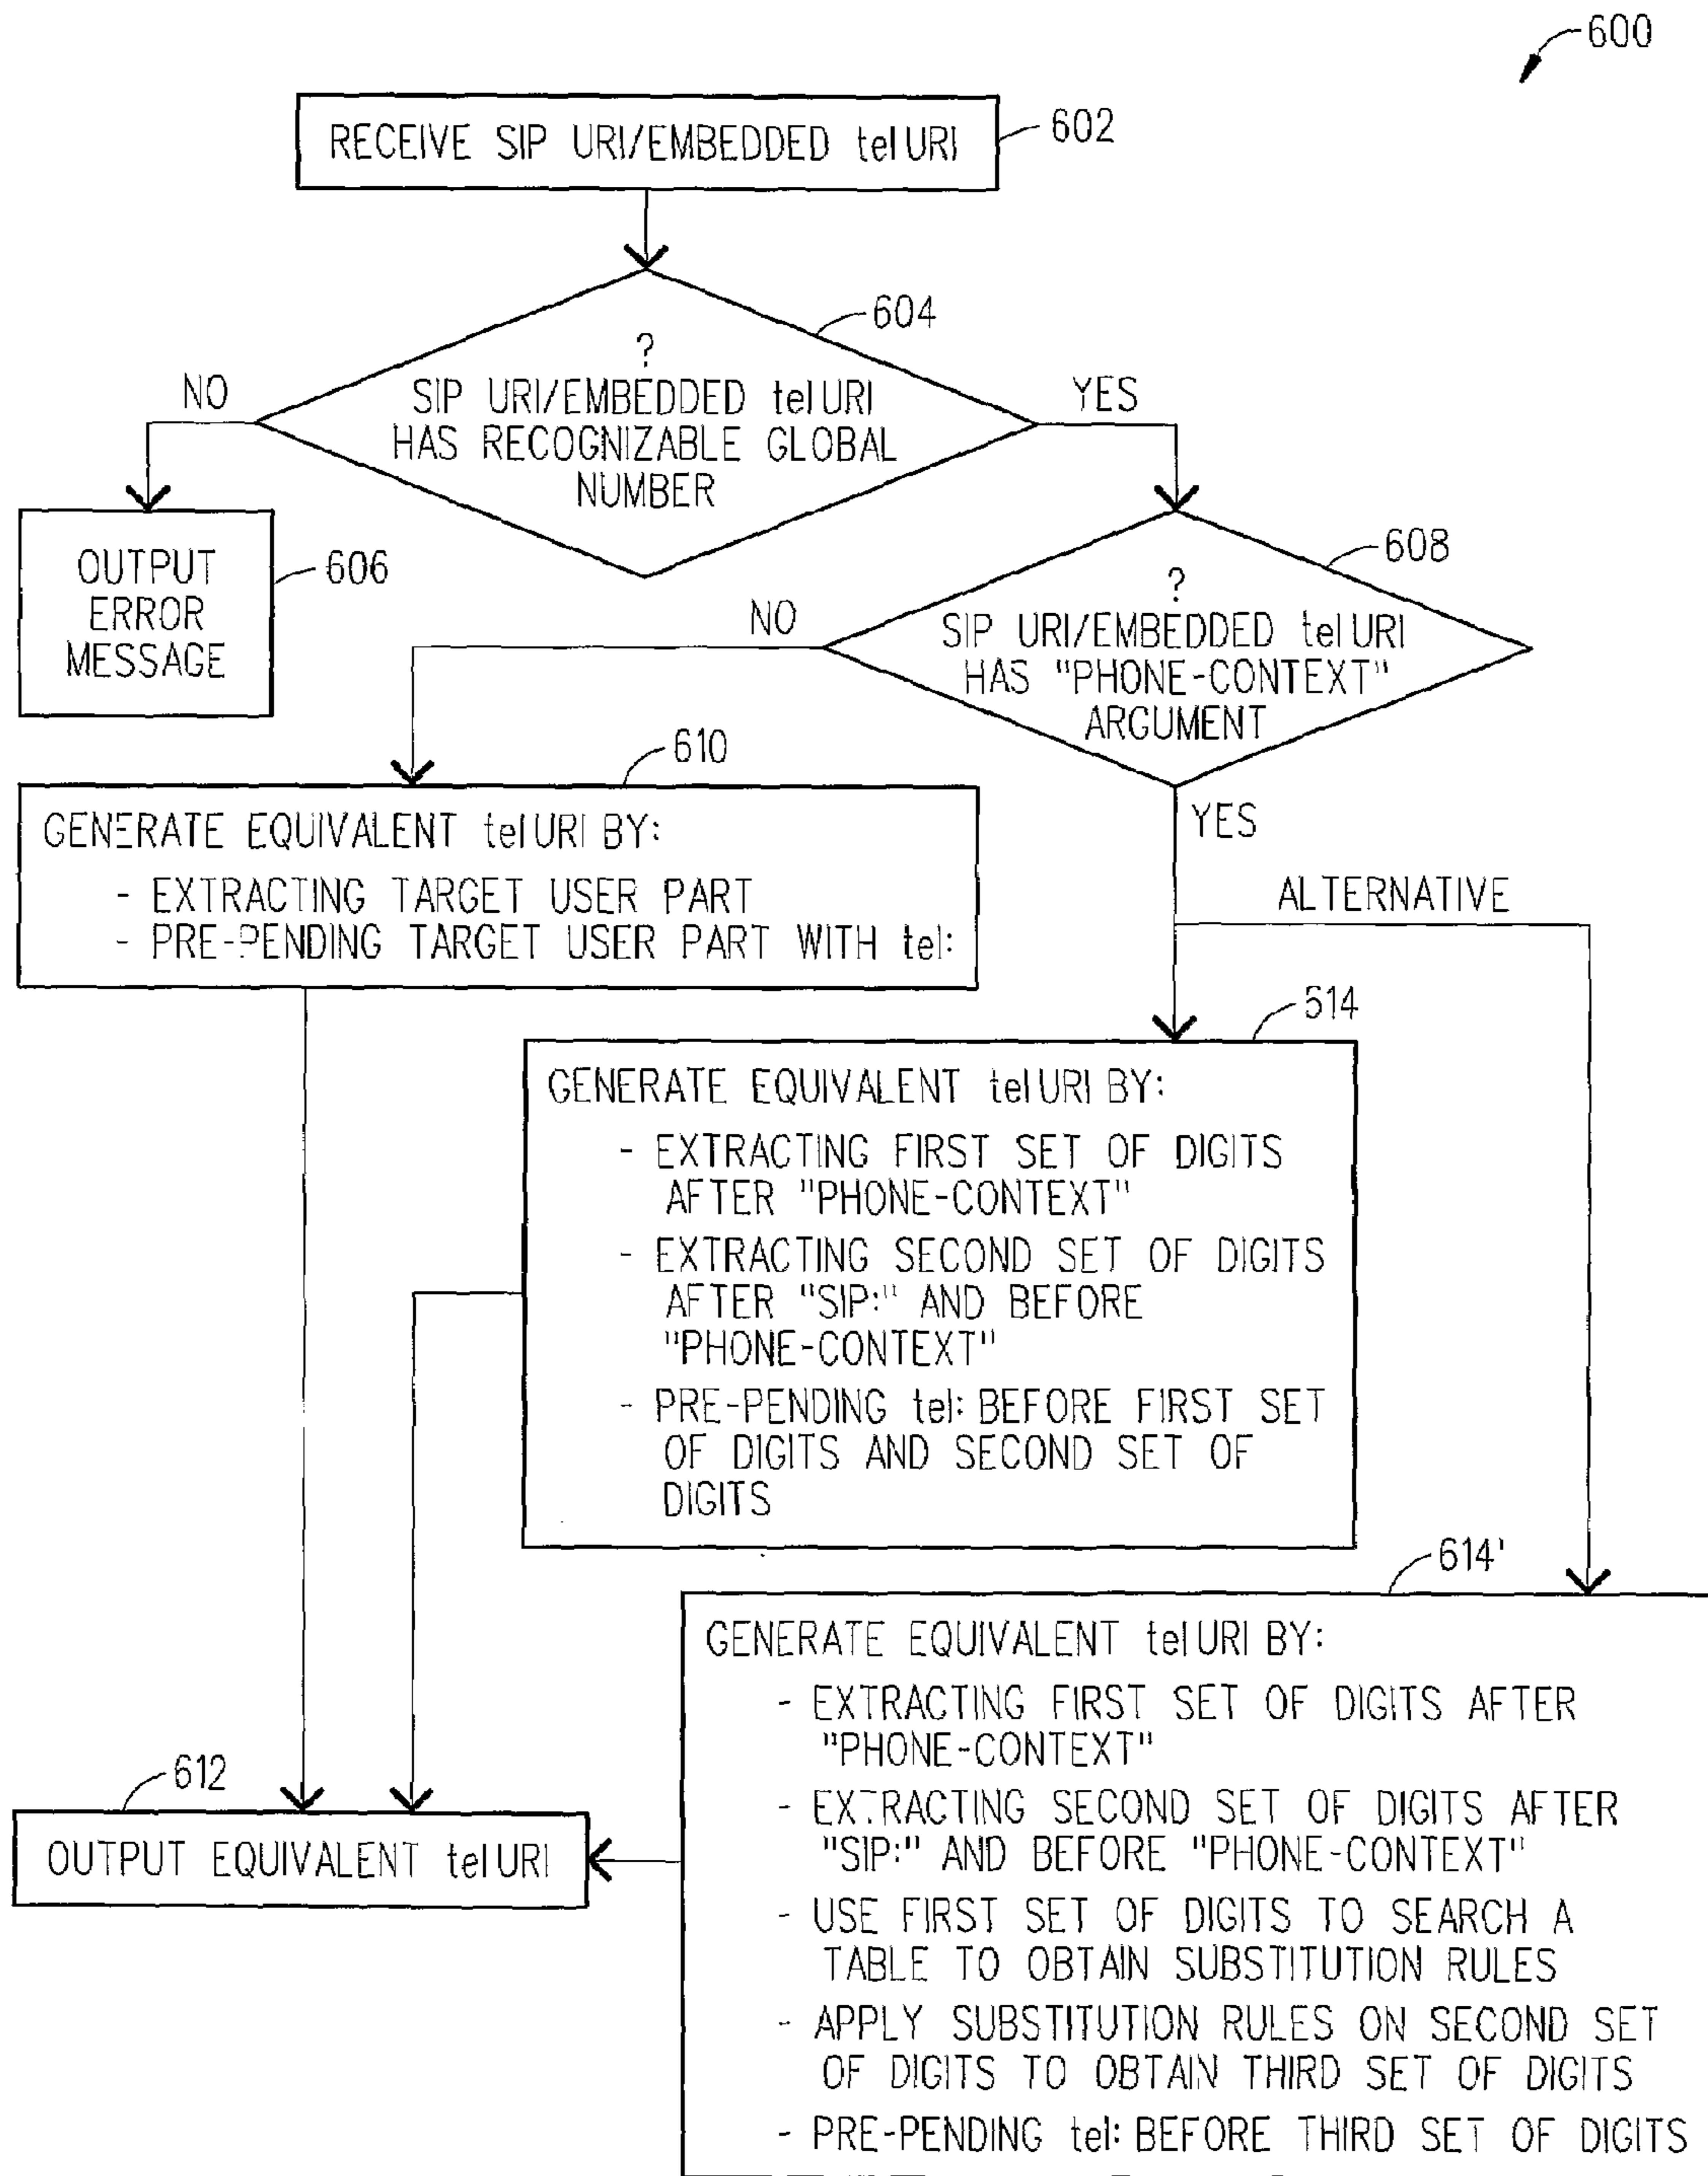 600
RECEIVE SIP URI/EMBEDDED tel URI
602
604
?
SIP URI/EMBEDDED tel URI
HAS RECOGNIZABLE GLOBAL
NUMBER
NO
YES
OUTPUT
ERROR
MESSAGE
606
608
?
SIP URI/EMBEDDED tel URI
HAS "PHONE-CONTEXT"
ARGUMENT
NO
YES
610
GENERATE EQUIVALENT tel URI BY:
- EXTRACTING TARGET USER PART
- PRE-PENDING TARGET USER PART WITH tel:
ALTERNATIVE
614
GENERATE EQUIVALENT tel URI BY:
- EXTRACTING FIRST SET OF DIGITS
AFTER "PHONE-CONTEXT"
- EXTRACTING SECOND SET OF DIGITS
AFTER "SIP:" AND BEFORE
"PHONE-CONTEXT"
- PRE-PENDING tel: BEFORE FIRST SET
OF DIGITS AND SECOND SET OF
DIGITS
614'
GENERATE EQUIVALENT tel URI BY:
- EXTRACTING FIRST SET OF DIGITS AFTER
"PHONE-CONTEXT"
- EXTRACTING SECOND SET OF DIGITS AFTER
"SIP:" AND BEFORE "PHONE-CONTEXT"
- USE FIRST SET OF DIGITS TO SEARCH A
TABLE TO OBTAIN SUBSTITUTION RULES
- APPLY SUBSTITUTION RULES ON SECOND SET
OF DIGITS TO OBTAIN THIRD SET OF DIGITS
- PRE-PENDING tel: BEFORE THIRD SET OF DIGITS
612
OUTPUT EQUIVALENT tel URI